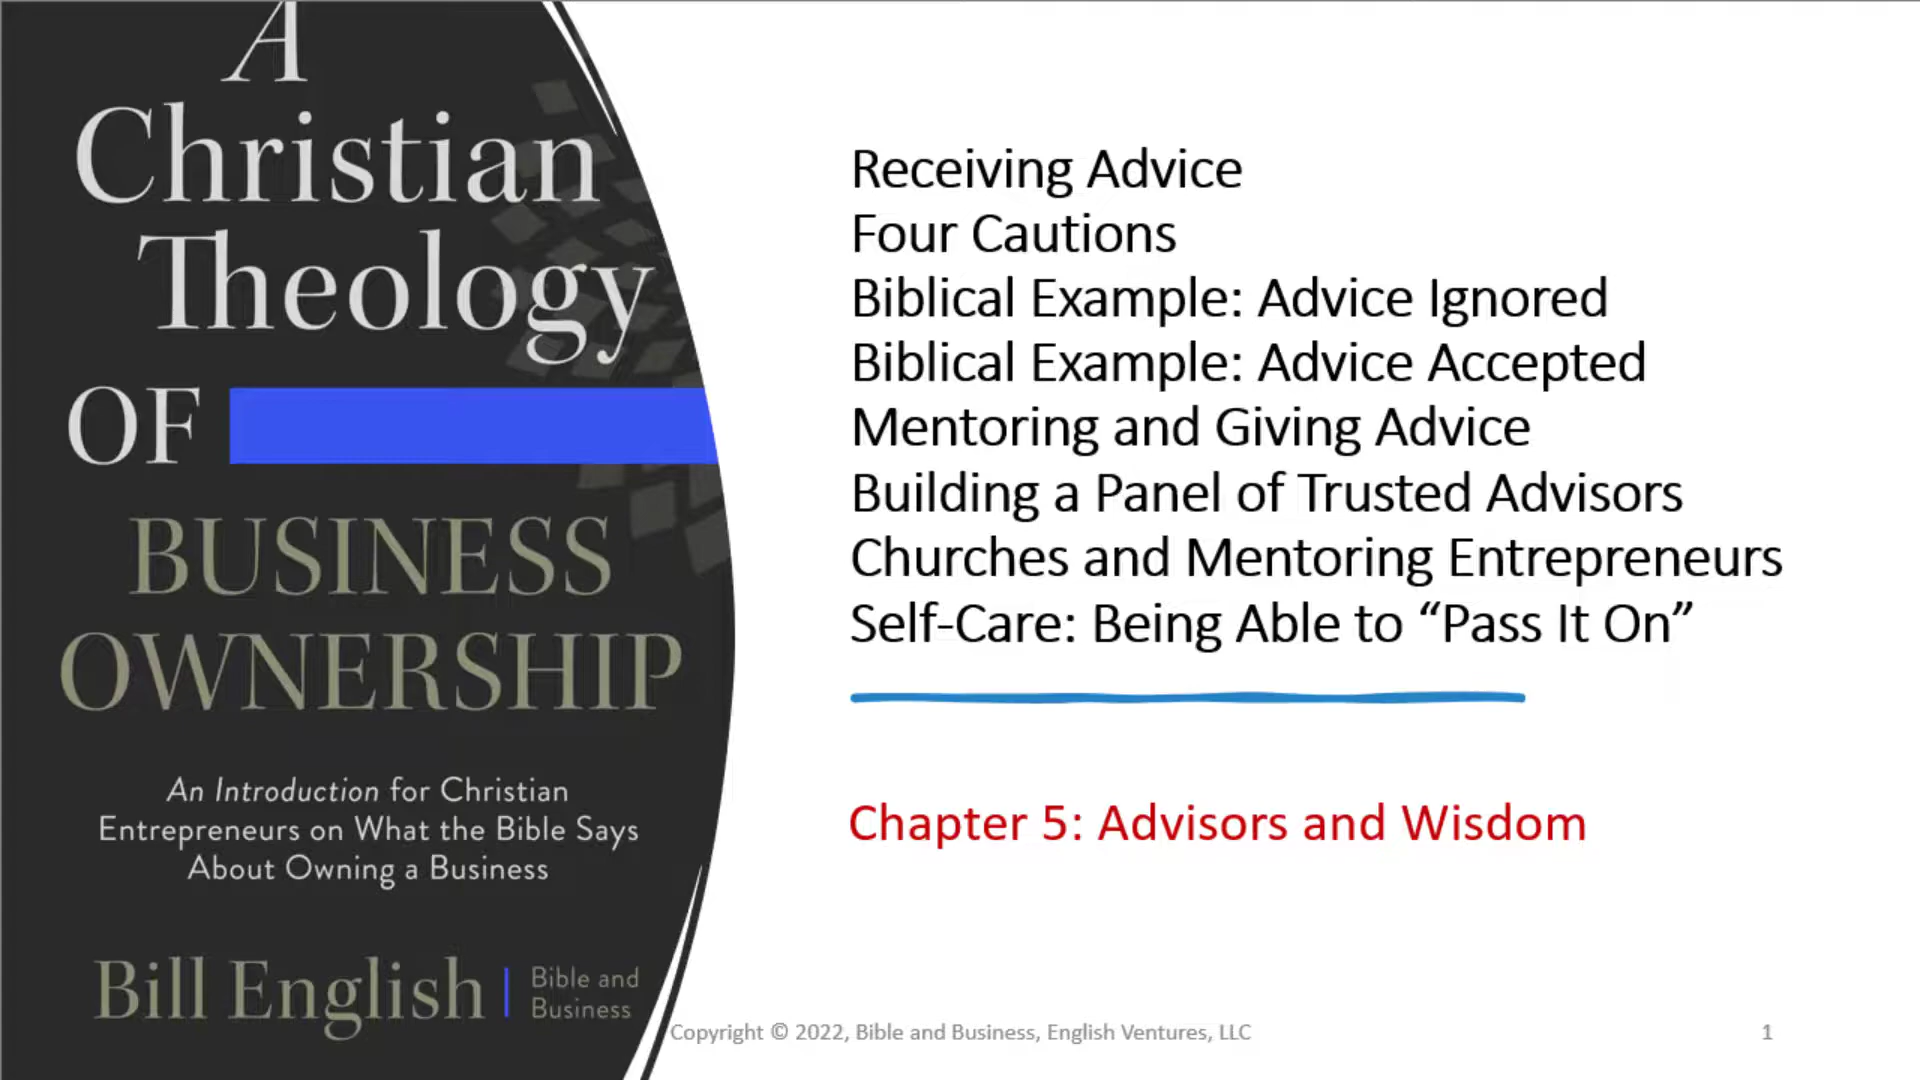 A
Christian
Theology
OF
BUSINESS
OWNERSHIP
An Introduction for Christian
Entrepreneurs on What the Bible Says
About Owning a Business
Bill English
Bible and
Business
Receiving Advice
Four Cautions
Biblical Example: Advice Ignored
Biblical Example: Advice Accepted
Mentoring and Giving Advice
Building a Panel of Trusted Advisors
Churches and Mentoring Entrepreneurs
Self-Care: Being Able to “Pass It On”
Chapter 5: Advisors and Wisdom
Copyright © 2022, Bible and Business, English Ventures, LLC
1